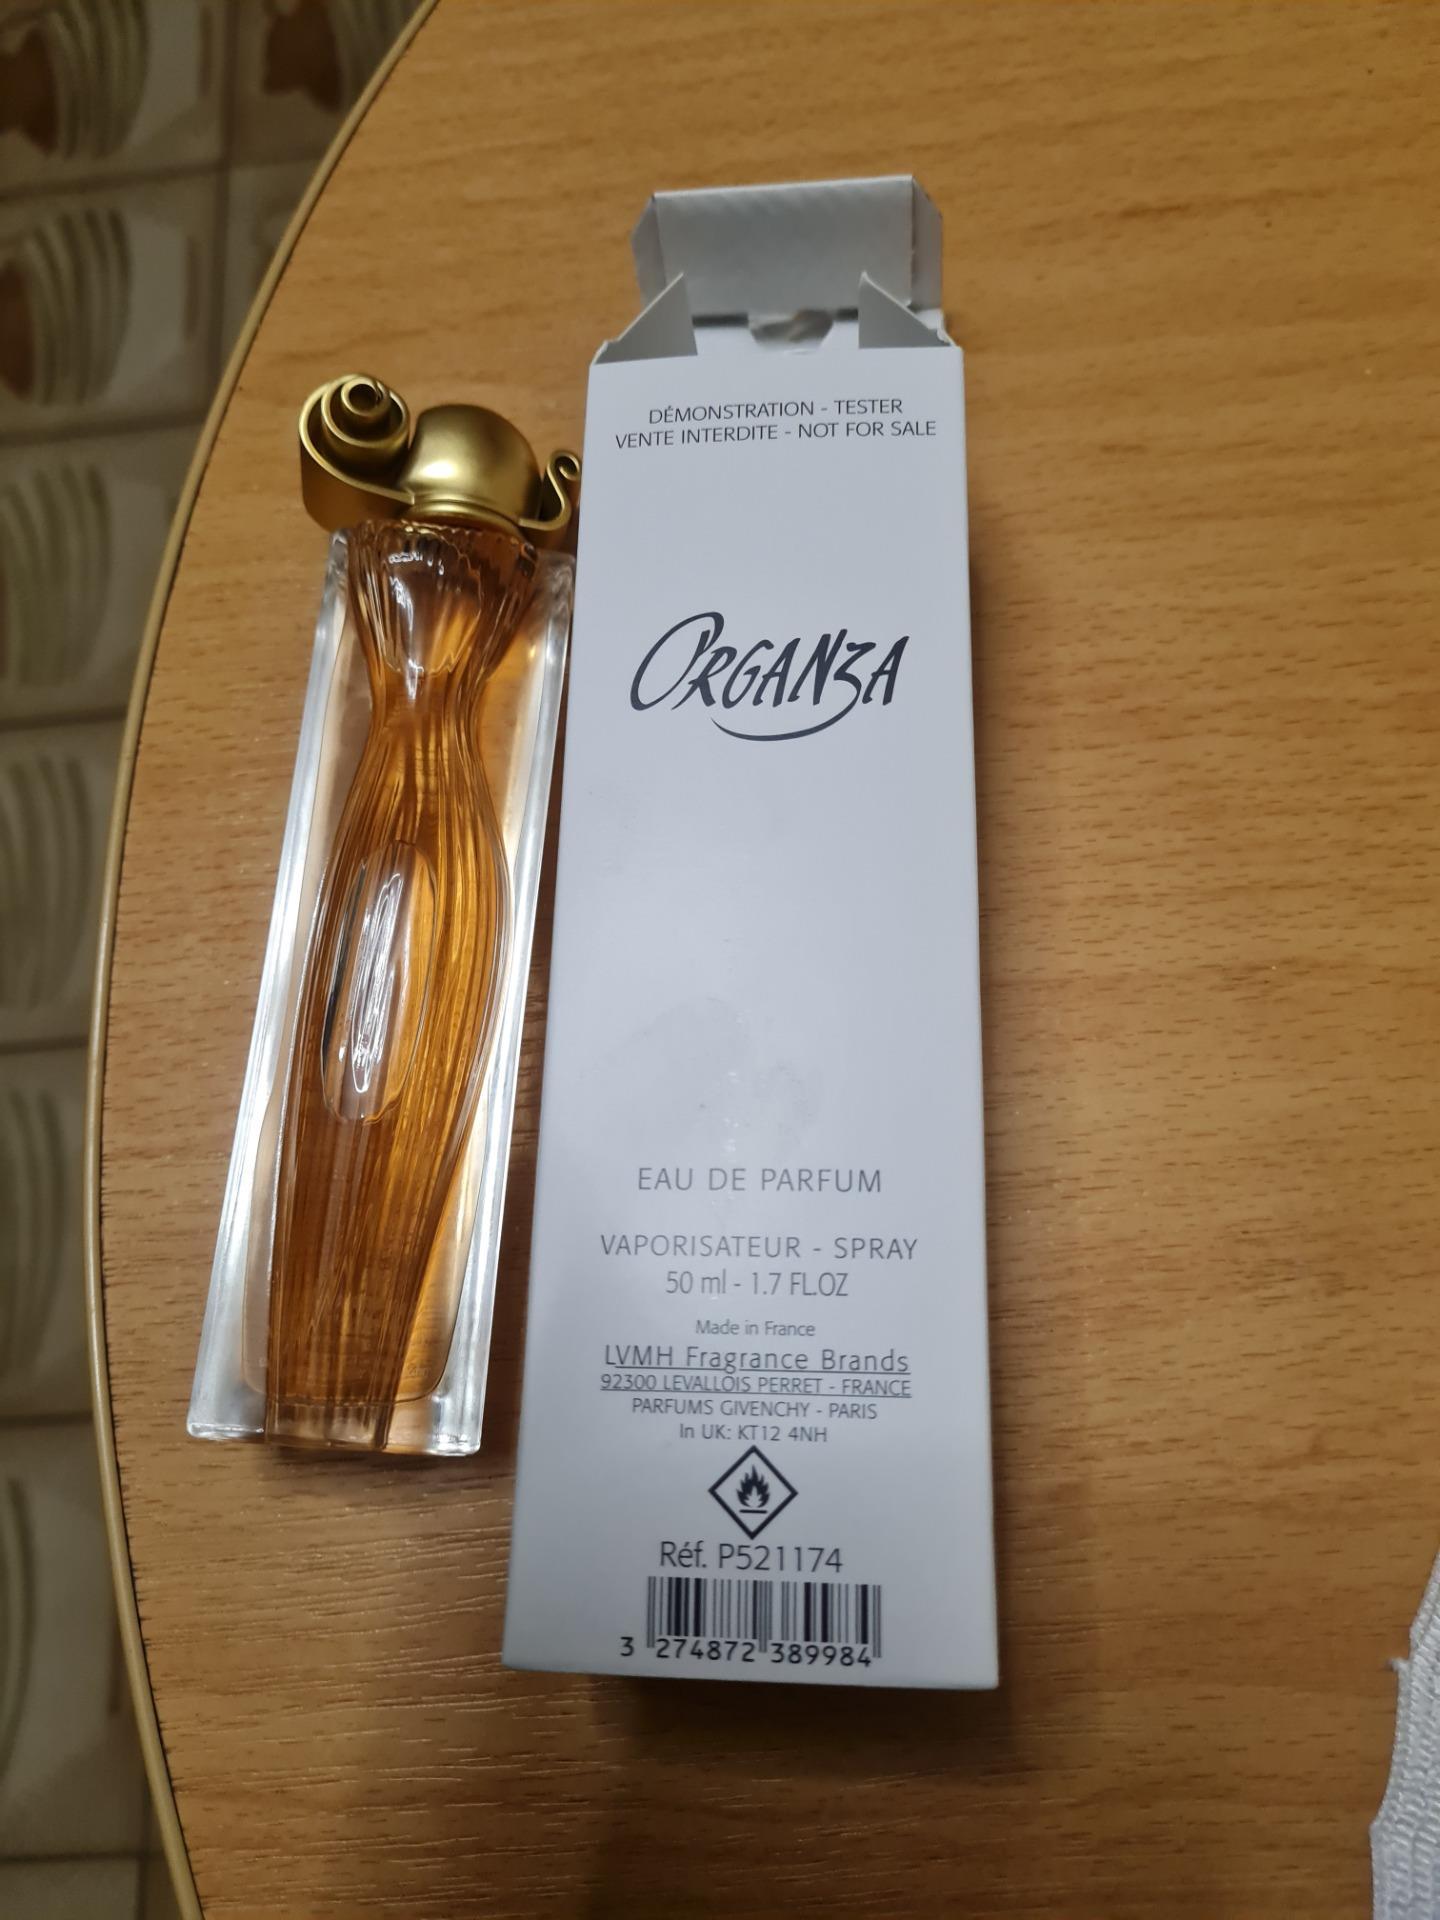 DÉMONSTRATION - TESTER
VENTE INTERDITE - NOT FOR SALE
ORGANZA
EAU DE PARFUM
VAPORISATEUR - SPRAY
50 ml - 1.7 FL.OZ
Made in France
LVMH Fragrance Brands
92300 LEVALLOIS PERRET - FRANCE
PARFUMS GIVENCHY - PARIS
In UK: KT12 4NH
Réf. P521174
3 274872 389984